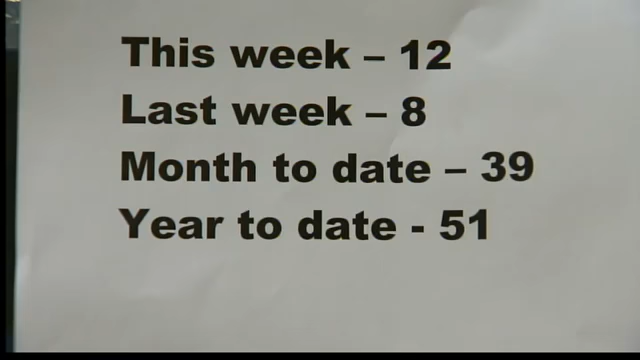 This week – 12
Last week – 8
Month to date – 39
Year to date - 51